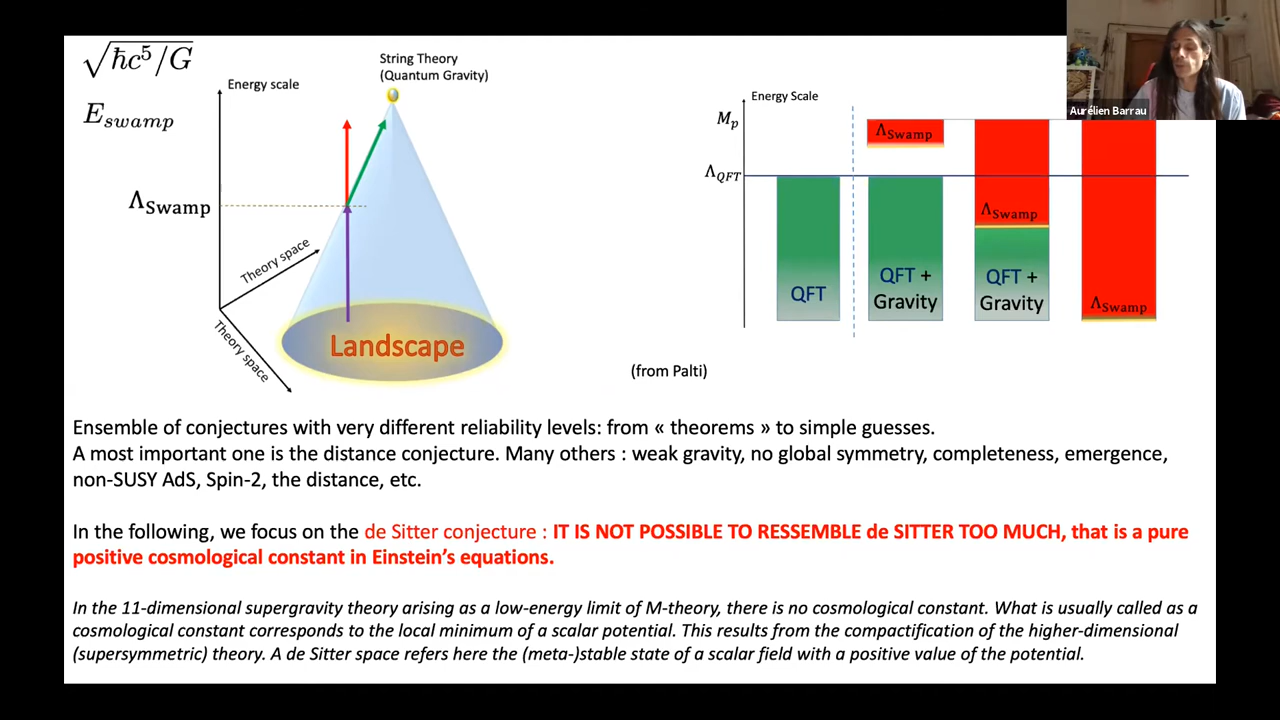 √ħc⁵/G
E_swamp
Energy scale
String Theory
(Quantum Gravity)
Λ_Swamp
Theory space
Theory space
Landscape
Energy Scale
M_p
Λ_QFT
Λ_Swamp
Λ_Swamp
Λ_Swamp
QFT
QFT +
Gravity
QFT +
Gravity
(from Palti)
Aurélien Barrau
Ensemble of conjectures with very different reliability levels: from « theorems » to simple guesses.
A most important one is the distance conjecture. Many others : weak gravity, no global symmetry, completeness, emergence,
non-SUSY AdS, Spin-2, the distance, etc.
In the following, we focus on the de Sitter conjecture : IT IS NOT POSSIBLE TO RESSEMBLE de SITTER TOO MUCH, that is a pure
positive cosmological constant in Einstein's equations.
In the 11-dimensional supergravity theory arising as a low-energy limit of M-theory, there is no cosmological constant. What is usually called as a
cosmological constant corresponds to the local minimum of a scalar potential. This results from the compactification of the higher-dimensional
(supersymmetric) theory. A de Sitter space refers here the (meta-)stable state of a scalar field with a positive value of the potential.